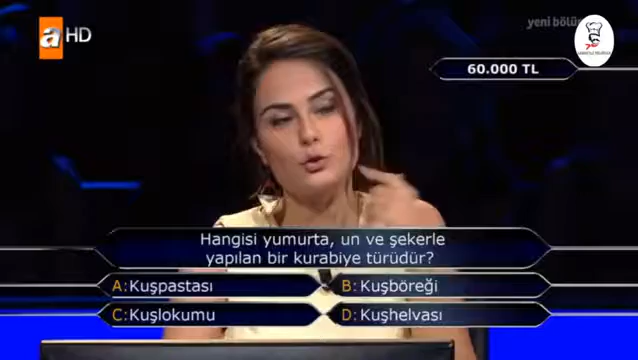 a HD
yeni bölüm
60.000 TL
Hangisi yumurta, un ve şekerle
yapılan bir kurabiye türüdür?
A: Kuşpastası
B: Kuşböreği
C: Kuşlokumu
D: Kuşhelvası